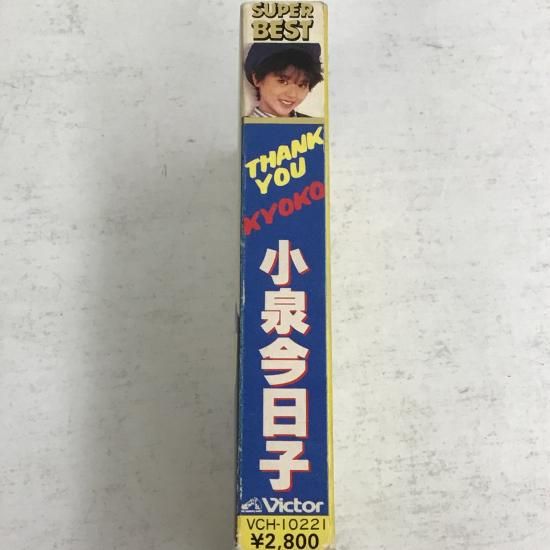 SUPER
BEST
THANK
YOU
KYOKO
小泉今日子
Victor
VCH-10221
¥2,800